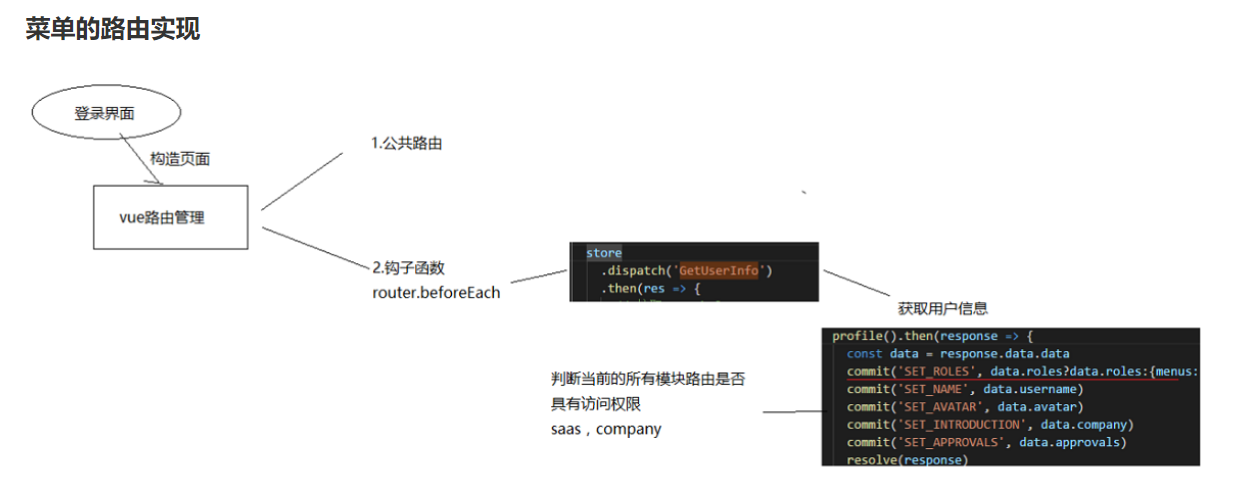 菜单的路由实现
登录界面
构造页面
vue路由管理
1.公共路由
2.钩子函数
router.beforeEach
store
.dispatch('GetUserInfo')
.then(res => {
获取用户信息
profile().then(response => {
const data = response.data.data
commit('SET_ROLES', data.roles?data.roles:{menus:
commit('SET_NAME', data.username)
commit('SET_AVATAR', data.avatar)
commit('SET_INTRODUCTION', data.company)
commit('SET_APPROVALS', data.approvals)
resolve(response)
判断当前的所有模块路由是否
具有访问权限
saas，company